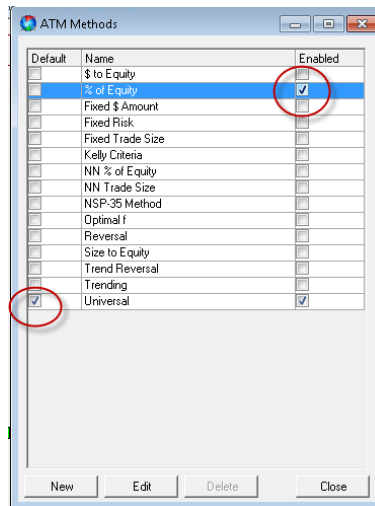 ATM Methods
Default Name Enabled
$ to Equity
% of Equity
Fixed $ Amount
Fixed Risk
Fixed Trade Size
Kelly Criteria
NN % of Equity
NN Trade Size
NSP-35 Method
Optimal f
Reversal
Size to Equity
Trend Reversal
Trending
Universal
New Edit Delete Close